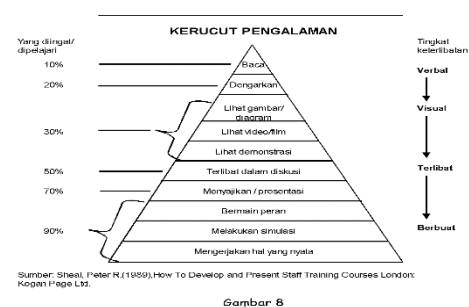 KERUCUT PENGALAMAN
Yang diingat/
dipelajari
Tingkat
keterlibatan
10%
Baca
Verbal
20%
Dengarkan
Lihat gambar/
diagram
Visual
30%
Lihat video/film
Lihat demonstrasi
50%
Terlibat dalam diskusi
Terlibat
70%
Menyajikan / presentasi
Bermain peran
90%
Melakukan simulasi
Berbuat
Mengerjakan hal yang nyata
Sumber: Sheal, Peter R.(1989),How To Develop and Present Staff Training Courses London:
Kogan Page Ltd.
Gambar 8